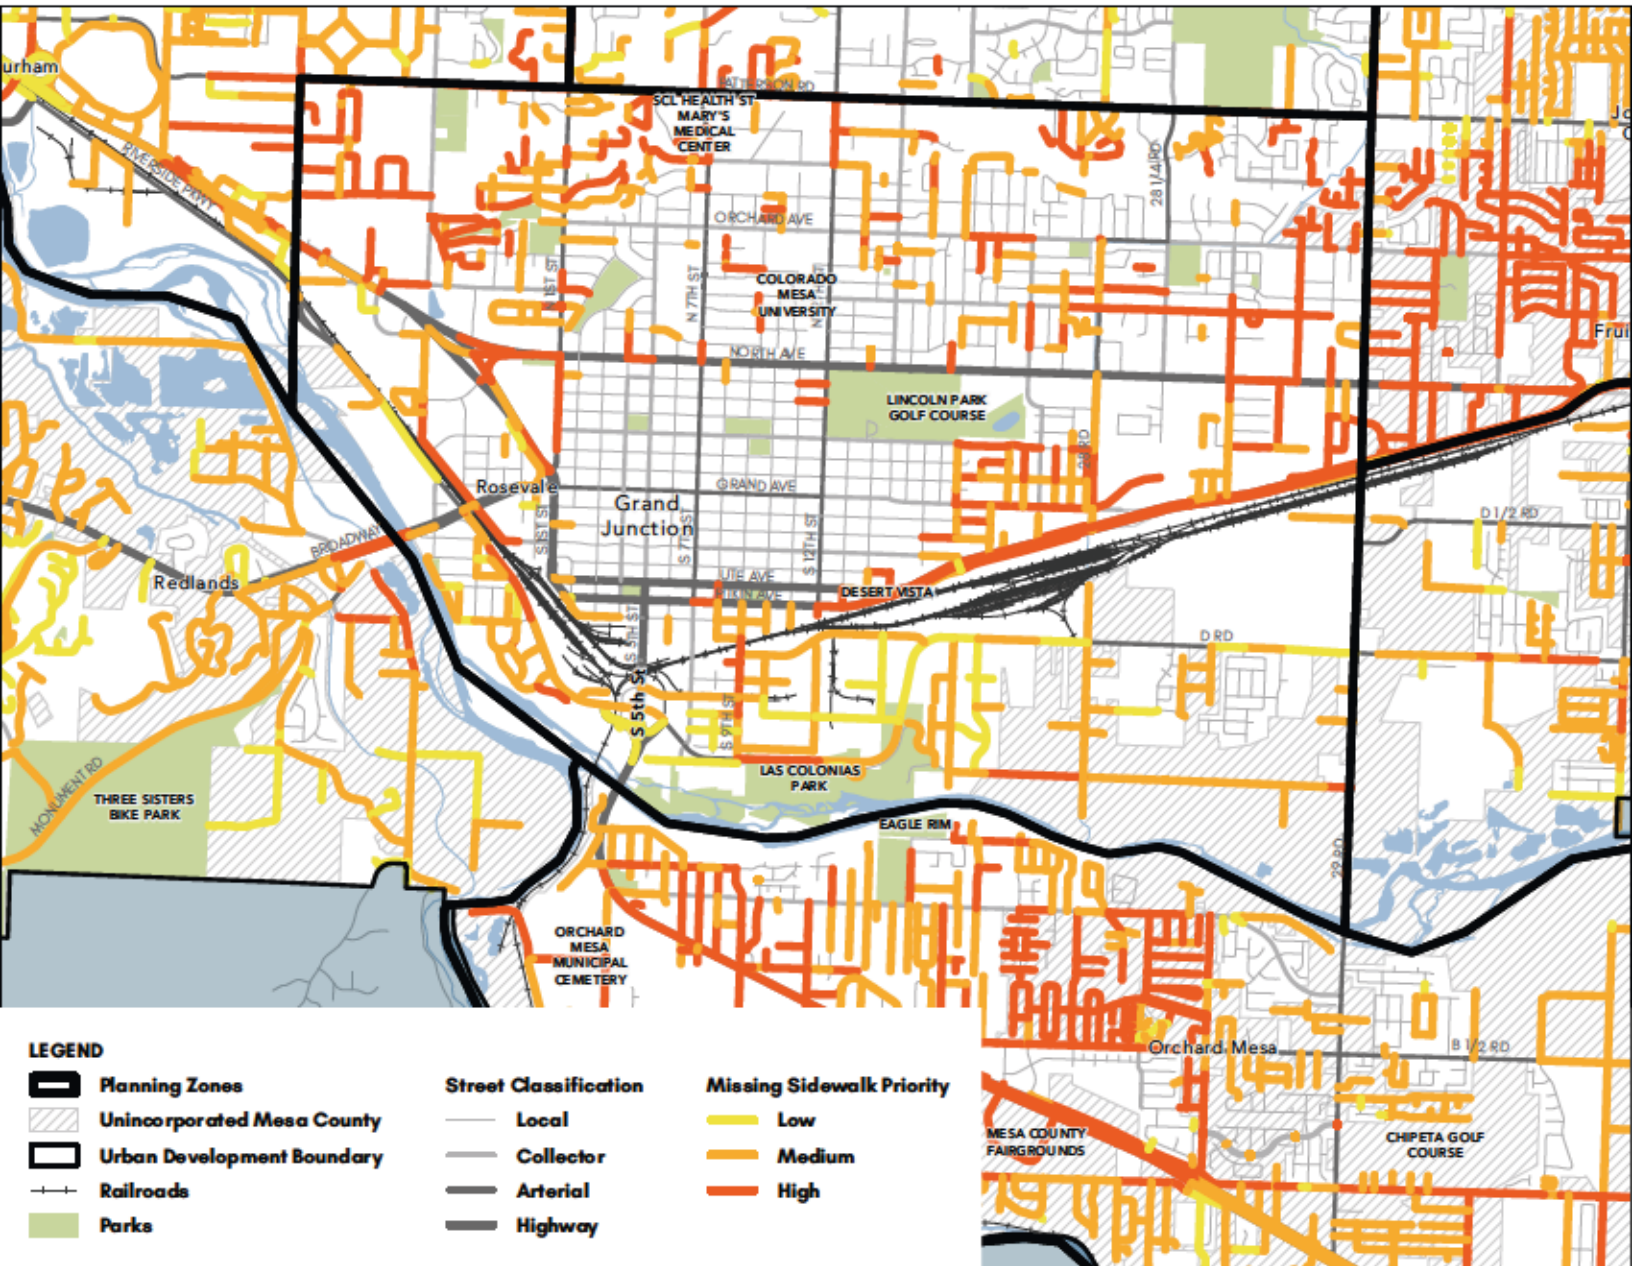 urham
PATTERSON RD
SCL HEALTH ST
MARY'S
MEDICAL
CENTER
RIVERSIDE PKWY
28 1/4 RD
ORCHARD AVE
N 1ST ST
N 7TH ST
COLORADO
MESA
UNIVERSITY
Frui
NORTH AVE
LINCOLN PARK
GOLF COURSE
28 RD
Rosevale
GRAND AVE
Grand
Junction
S 1ST ST
S 7TH ST
S 12TH ST
D 1/2 RD
BROADWAY
Redlands
UTE AVE
PITKIN AVE
DESERT VISTA
S 5TH ST
D RD
S 5th St
S 9TH ST
LAS COLONIAS
PARK
MONUMENT RD
THREE SISTERS
BIKE PARK
EAGLE RIM
29 RD
ORCHARD
MESA
MUNICIPAL
CEMETERY
Orchard Mesa
B 1/2 RD
MESA COUNTY
FAIRGROUNDS
CHIPETA GOLF
COURSE
LEGEND
Planning Zones
Unincorporated Mesa County
Urban Development Boundary
Railroads
Parks
Street Classification
Local
Collector
Arterial
Highway
Missing Sidewalk Priority
Low
Medium
High